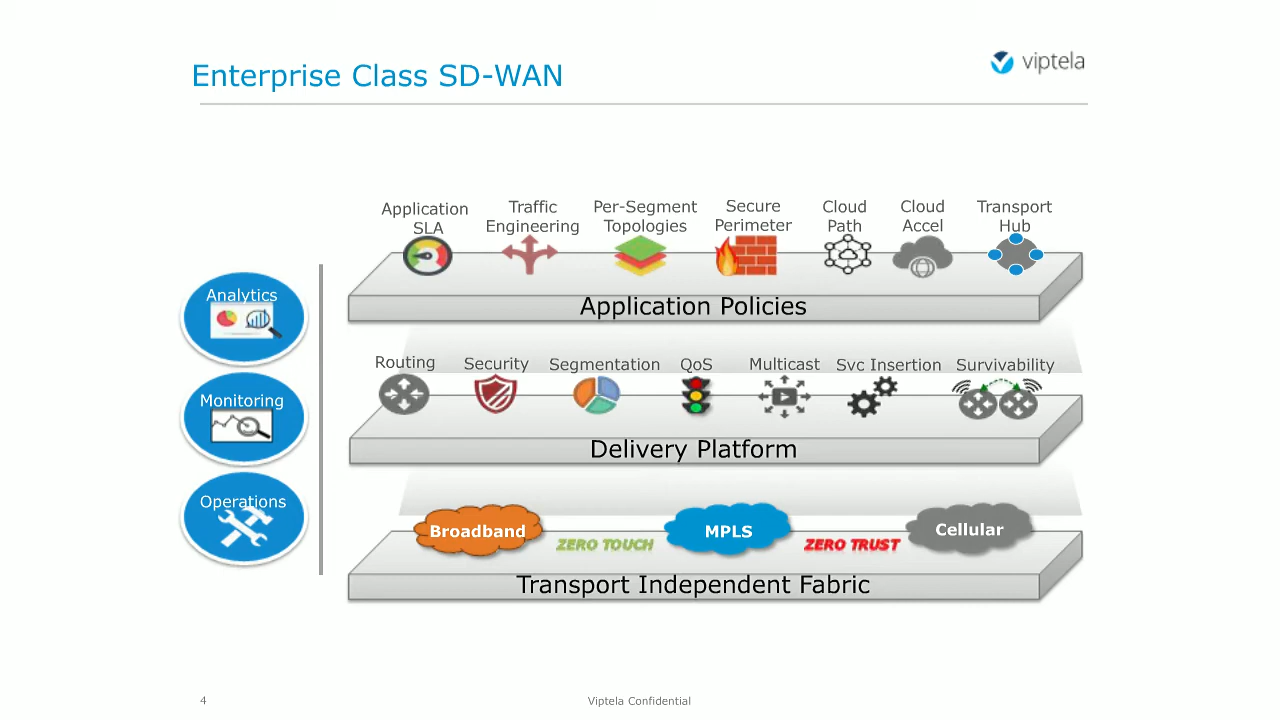 Enterprise Class SD-WAN
viptela
Application
SLA
Traffic
Engineering
Per-Segment
Topologies
Secure
Perimeter
Cloud
Path
Cloud
Accel
Transport
Hub
Application Policies
Analytics
Monitoring
Operations
Routing
Security
Segmentation
QoS
Multicast
Svc Insertion
Survivability
Delivery Platform
Broadband
ZERO TOUCH
MPLS
ZERO TRUST
Cellular
Transport Independent Fabric
4
Viptela Confidential